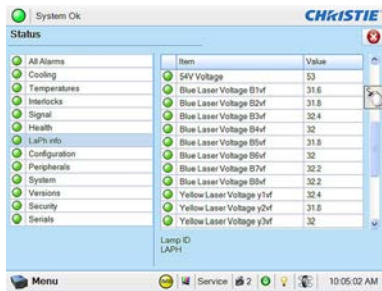 System Ok
CHRISTIE
Status
All Alarms
Cooling
Temperatures
Interlocks
Signal
Health
LaPh info
Configuration
Peripherals
System
Versions
Security
Serials
Item Value
54V Voltage 53
Blue Laser Voltage B1vf 31.6
Blue Laser Voltage B2vf 31.8
Blue Laser Voltage B3vf 32.4
Blue Laser Voltage B4vf 32
Blue Laser Voltage B5vf 31.8
Blue Laser Voltage B6vf 32
Blue Laser Voltage B7vf 32.2
Blue Laser Voltage B8vf 32.2
Yellow Laser Voltage y1vf 32.4
Yellow Laser Voltage y2vf 31.8
Yellow Laser Voltage y3vf 32
Lamp ID
LAPH
Menu
Service
2
10:05:02 AM